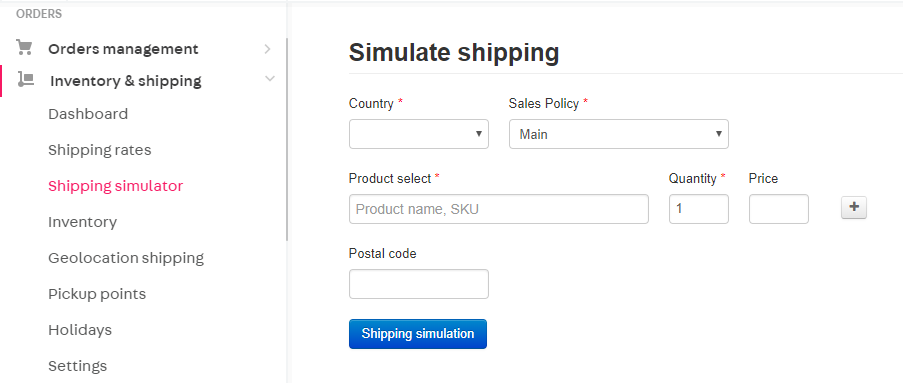 ORDERS
Orders management
Inventory & shipping
Dashboard
Shipping rates
Shipping simulator
Inventory
Geolocation shipping
Pickup points
Holidays
Settings
Simulate shipping
Country * Sales Policy *
Main
Product select * Quantity * Price
Product name, SKU 1 +
Postal code
Shipping simulation